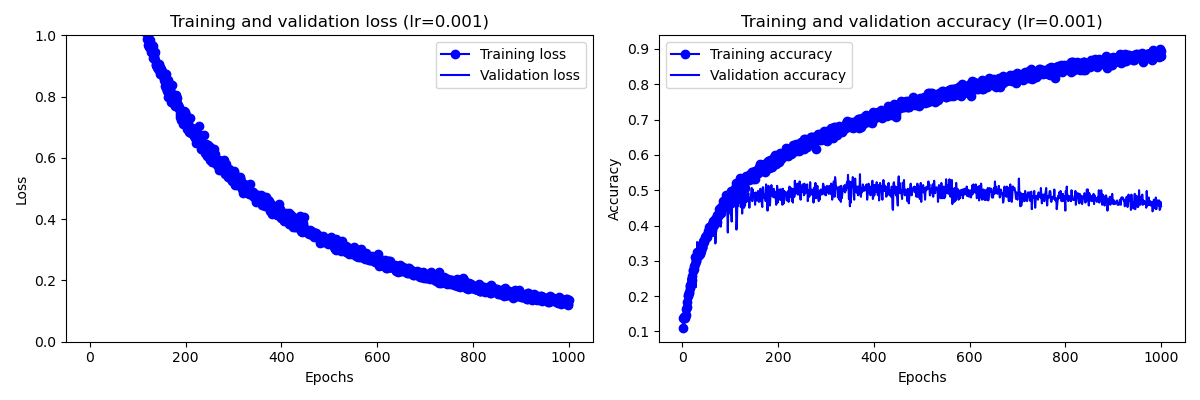 Training and validation loss (lr=0.001)
1.0
0.8
0.6
0.4
0.2
0.0
Loss
Training loss
Validation loss
0
200
400
600
800
1000
Epochs
Training and validation accuracy (lr=0.001)
0.9
0.8
0.7
0.6
0.5
0.4
0.3
0.2
0.1
Accuracy
Training accuracy
Validation accuracy
0
200
400
600
800
1000
Epochs